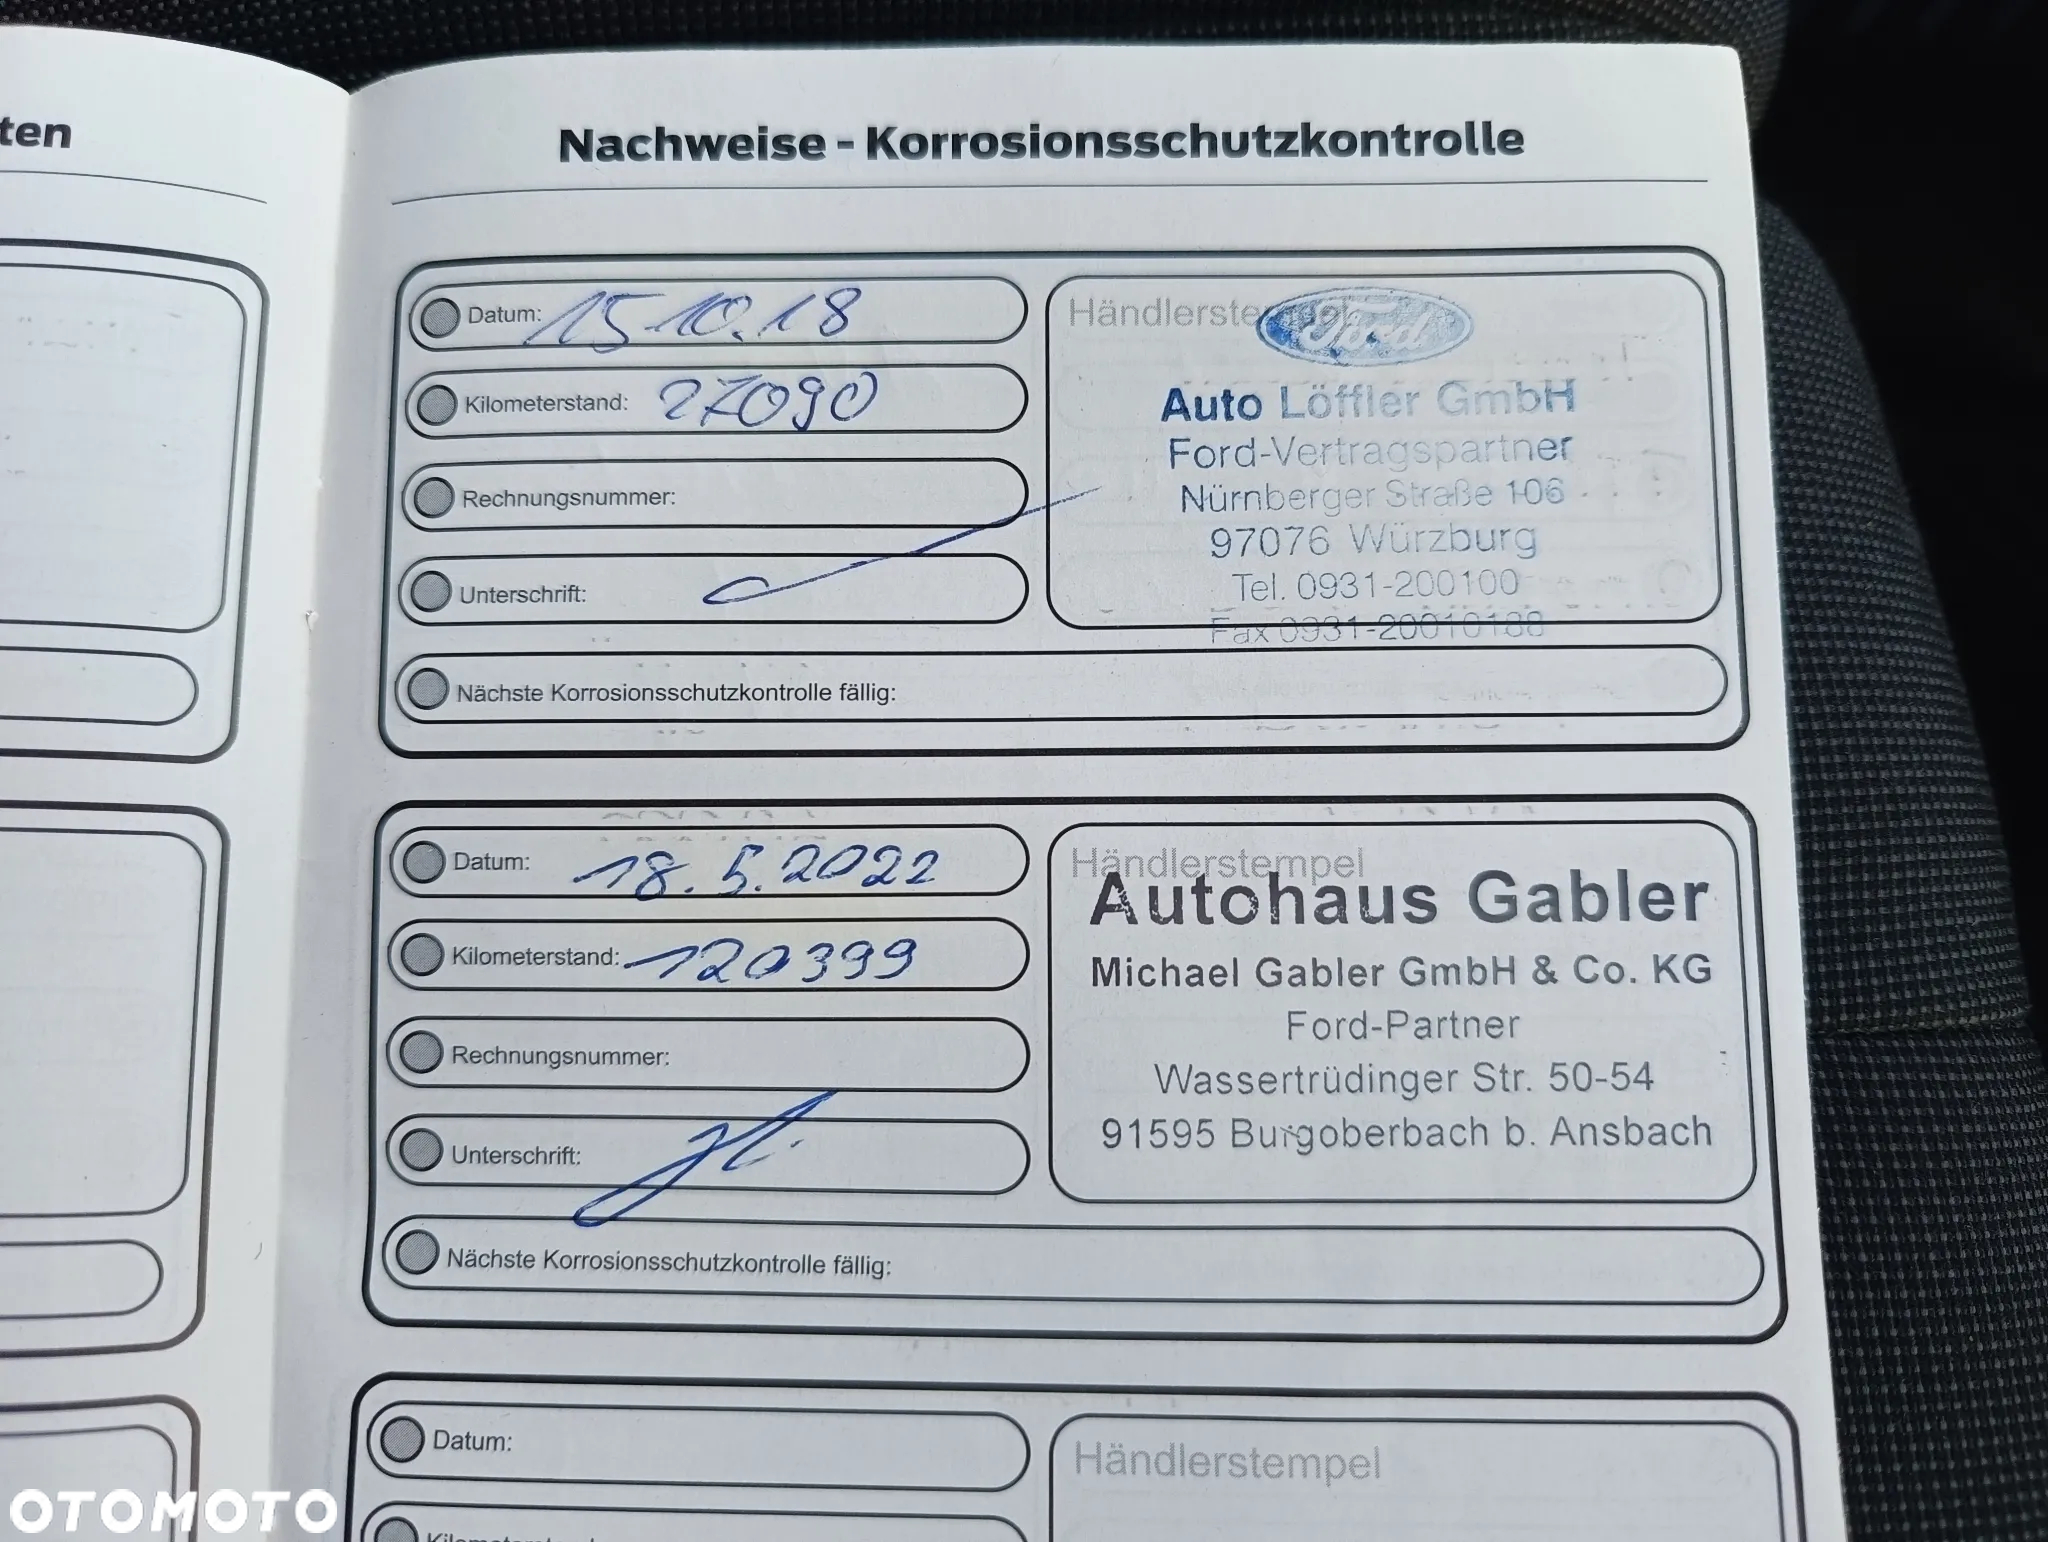 ten
Nachweise - Korrosionsschutzkontrolle
Datum: 15.10.18
Kilometerstand: 27090
Rechnungsnummer:
Unterschrift:
Händlerstempel
Ford
Auto Löffler GmbH
Ford-Vertragspartner
Nürnberger Straße 106
97076 Würzburg
Tel. 0931-200100
Fax 0931-20010188
Nächste Korrosionsschutzkontrolle fällig:
Datum: 18.5.2022
Kilometerstand: 120399
Rechnungsnummer:
Unterschrift:
Händlerstempel
Autohaus Gabler
Michael Gabler GmbH & Co. KG
Ford-Partner
Wassertrüdinger Str. 50-54
91595 Burgoberbach b. Ansbach
Nächste Korrosionsschutzkontrolle fällig:
Datum:
Händlerstempel
Kilometerstand:
OTOMOTO